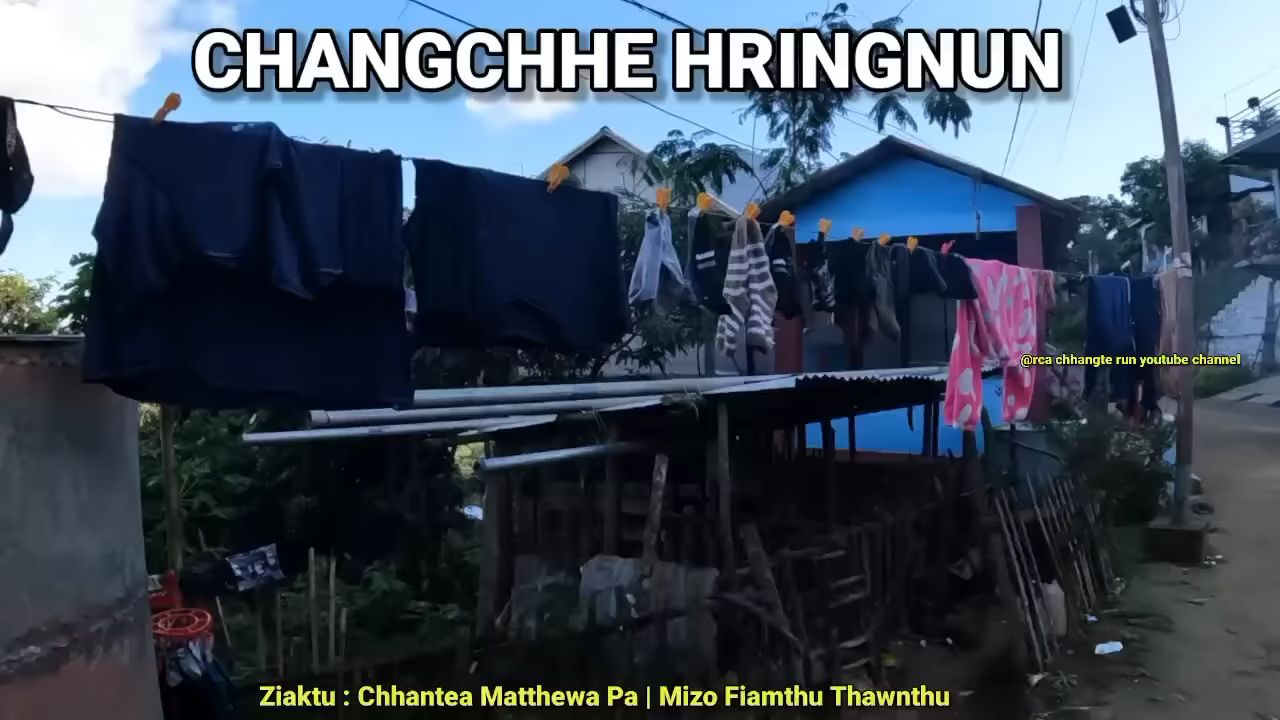 CHANGCHHE HRINGNUN
@rca chhangte run youtube channel
Ziaktu : Chhantea Matthewa Pa | Mizo Fiamthu Thawnthu